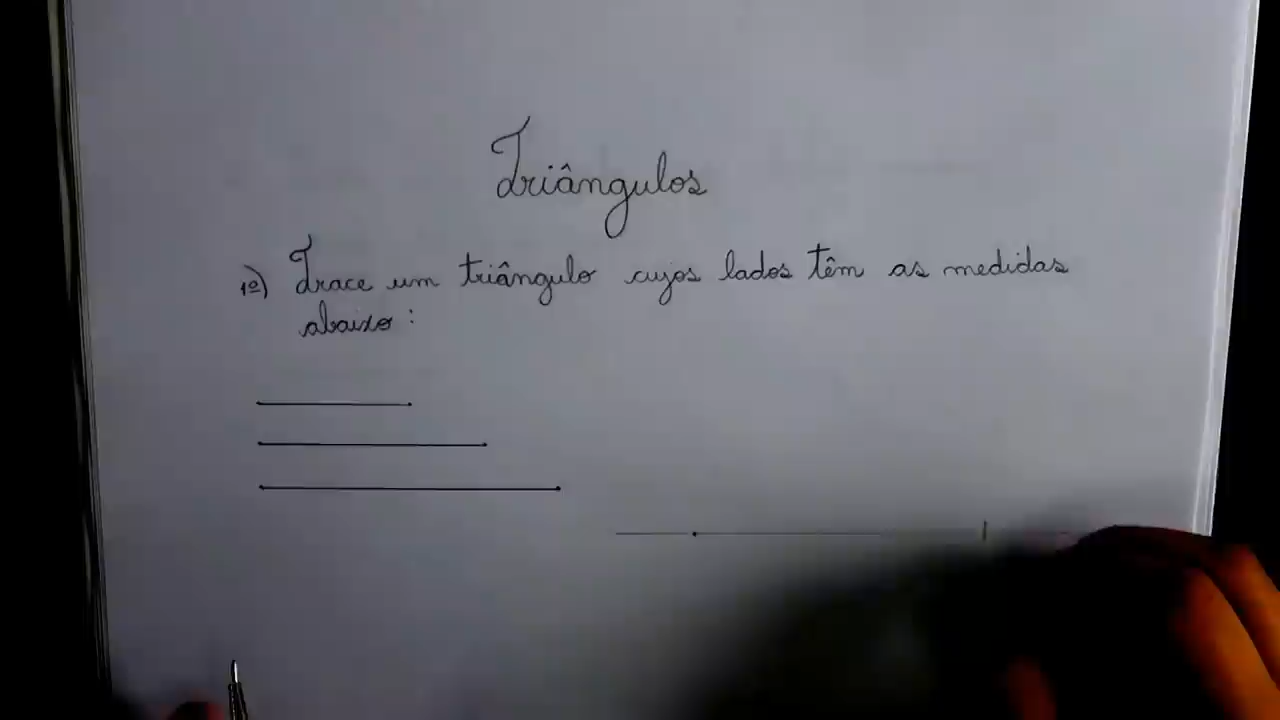 Triângulos
1º) Trace um triângulo cujos lados têm as medidas
abaixo: